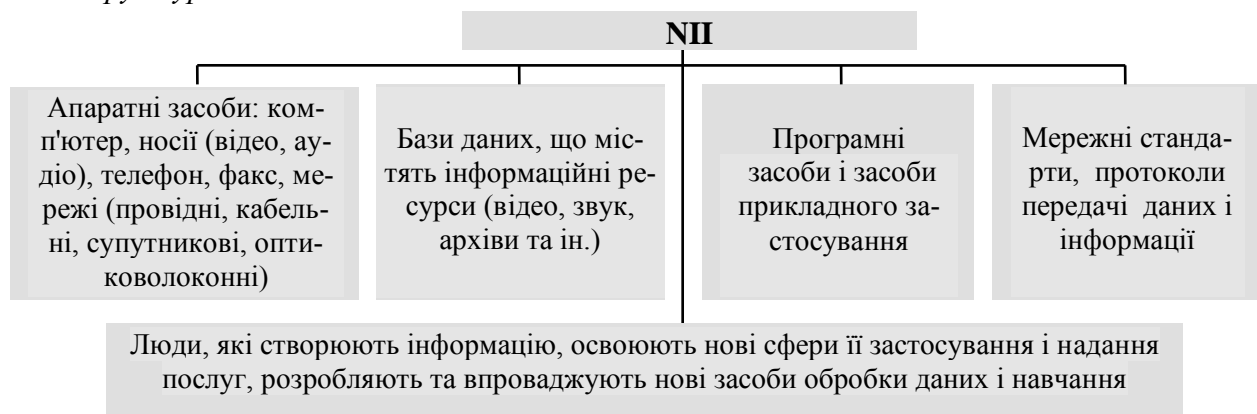 NII
Апаратні засоби: ком-
п'ютер, носії (відео, ау-
діо), телефон, факс, ме-
режі (провідні, кабель-
ні, супутникові, опти-
коволоконні)
Бази даних, що міс-
тять інформаційні ре-
сурси (відео, звук,
архіви та ін.)
Програмні
засоби і засоби
прикладного за-
стосування
Мережні станда-
рти, протоколи
передачі даних і
інформації
Люди, які створюють інформацію, освоюють нові сфери її застосування і надання
послуг, розробляють та впроваджують нові засоби обробки даних і навчання